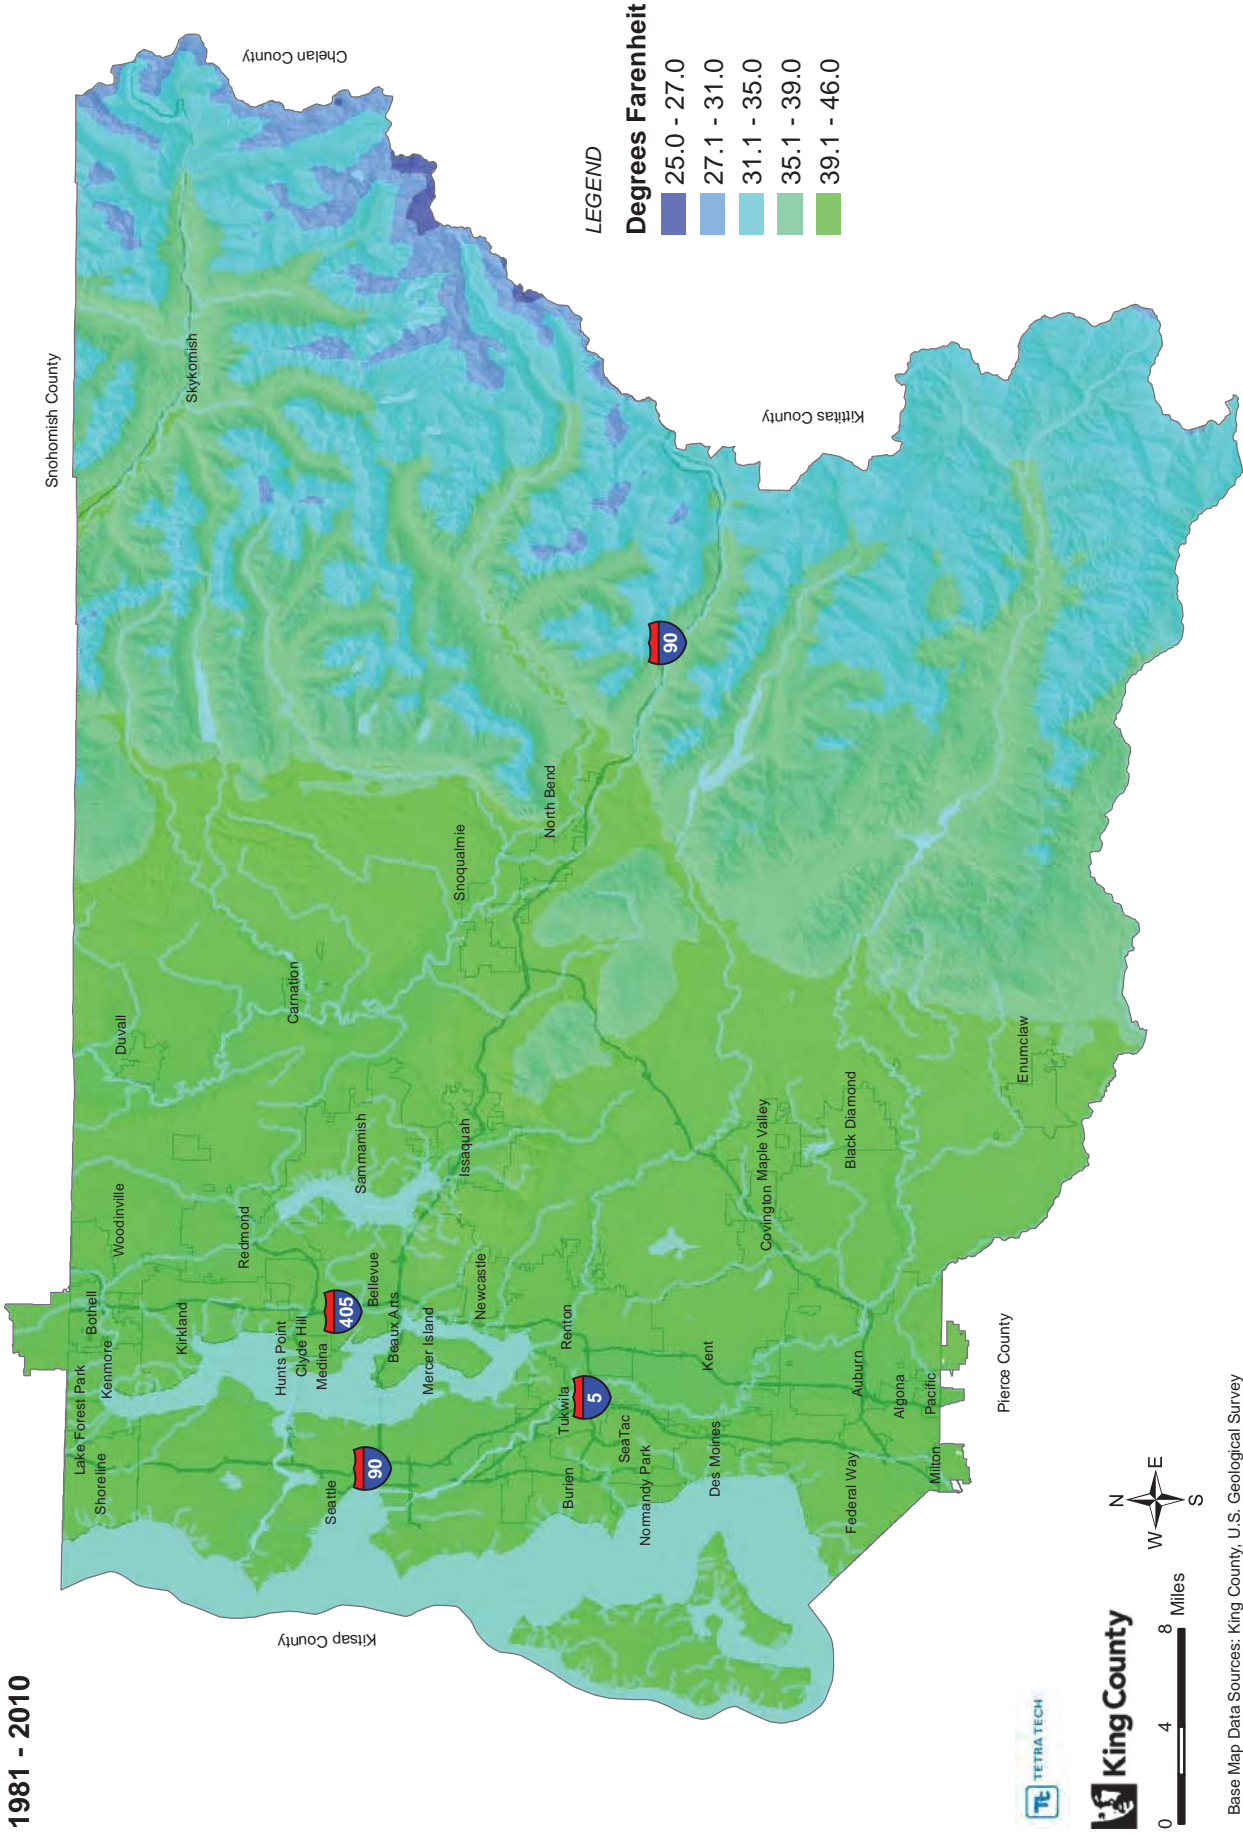 1981 - 2010
Snohomish County
Chelan County
Kittitas County
Kitsap County
Pierce County
Skykomish
Duvall
Carnation
Snoqualmie
North Bend
Woodinville
Redmond
Sammamish
Issaquah
Bothell
Kenmore
Lake Forest Park
Shoreline
Kirkland
Hunts Point
Clyde Hill
Medina
Bellevue
Beaux Arts
Mercer Island
Newcastle
Seattle
Renton
Tukwila
SeaTac
Burien
Normandy Park
Des Moines
Kent
Covington
Maple Valley
Black Diamond
Enumclaw
Auburn
Algona
Pacific
Milton
Federal Way
405
90
90
5
LEGEND
Degrees Farenheit
25.0 - 27.0
27.1 - 31.0
31.1 - 35.0
35.1 - 39.0
39.1 - 46.0
Tt TETRA TECH
King County
N
W E
S
0 4 8
Miles
Base Map Data Sources: King County, U.S. Geological Survey